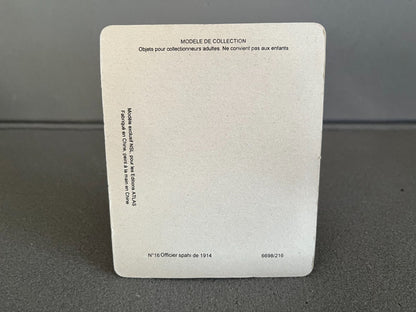 MODELE DE COLLECTION
Objets pour collectionneurs adultes. Ne convient pas aux enfants
Modèle exclusif NSL, pour les Editions ATLAS
Fabriqué en Chine, peint à la main en Chine
N°16 Officier spahi de 1914 6698/216